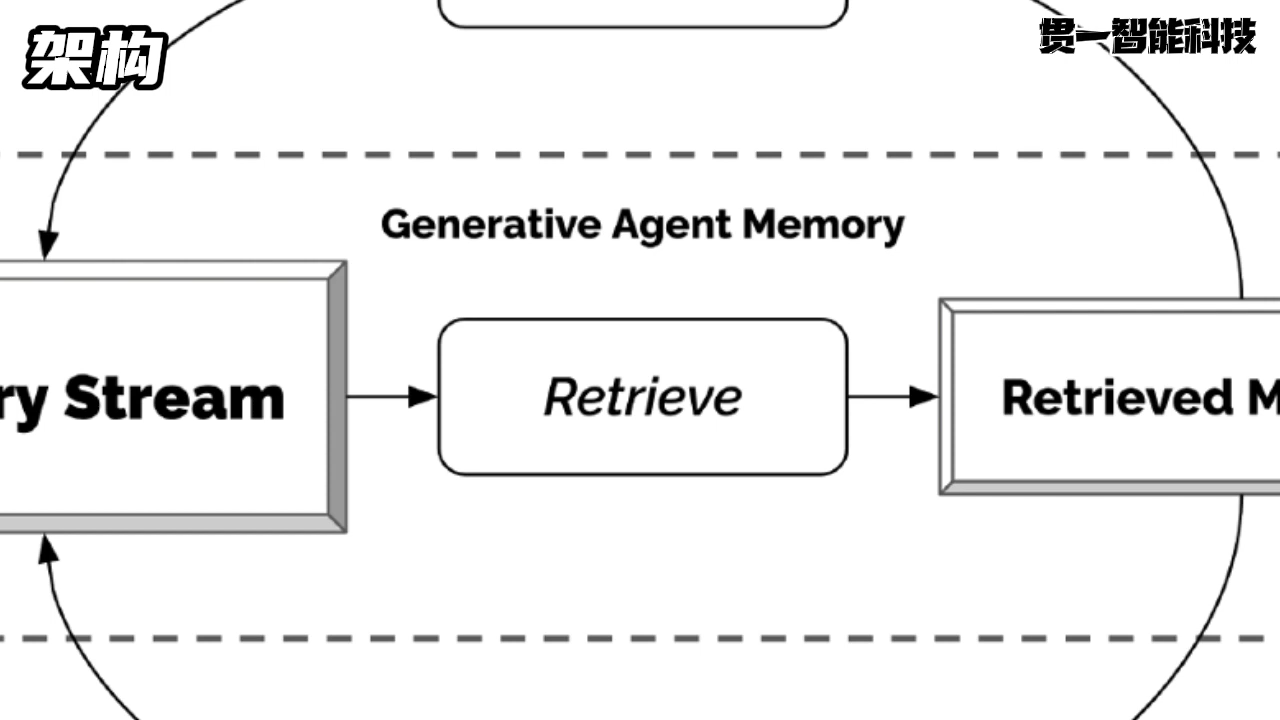 架构
贯一智能科技
Generative Agent Memory
ry Stream
Retrieve
Retrieved M